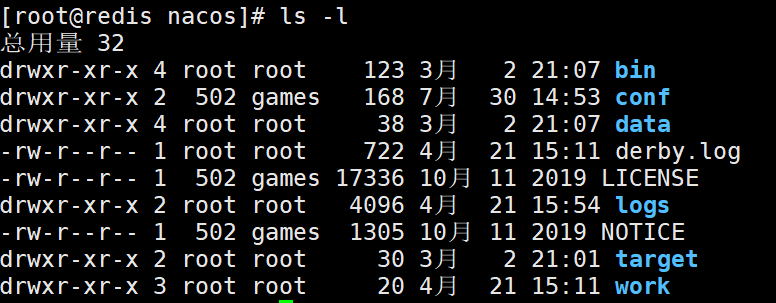 [root@redis nacos]# ls -l
总用量 32
drwxr-xr-x 4 root root 123 3月 2 21:07 bin
drwxr-xr-x 2 502 games 168 7月 30 14:53 conf
drwxr-xr-x 4 root root 38 3月 2 21:07 data
-rw-r--r-- 1 root root 722 4月 21 15:11 derby.log
-rw-r--r-- 1 502 games 17336 10月 11 2019 LICENSE
drwxr-xr-x 2 root root 4096 4月 21 15:54 logs
-rw-r--r-- 1 502 games 1305 10月 11 2019 NOTICE
drwxr-xr-x 2 root root 30 3月 2 21:01 target
drwxr-xr-x 3 root root 20 4月 21 15:11 work